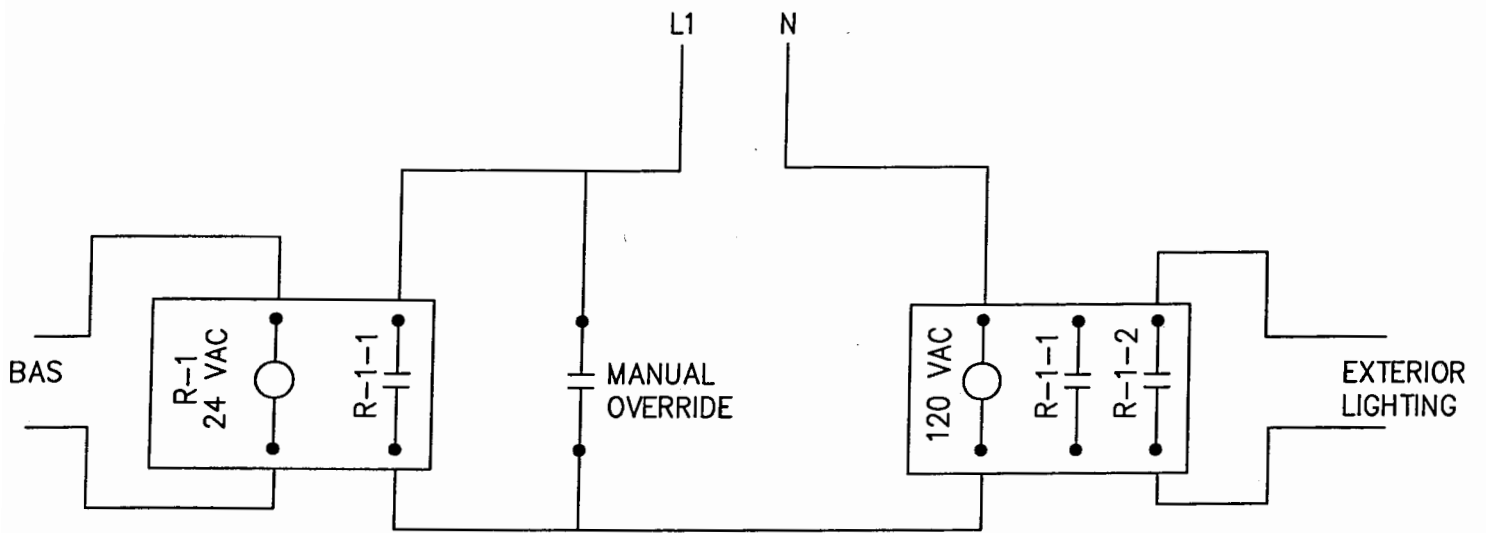 L1
N
BAS
R-1
24 VAC
R-1-1
MANUAL
OVERRIDE
120 VAC
R-1-1
R-1-2
EXTERIOR
LIGHTING